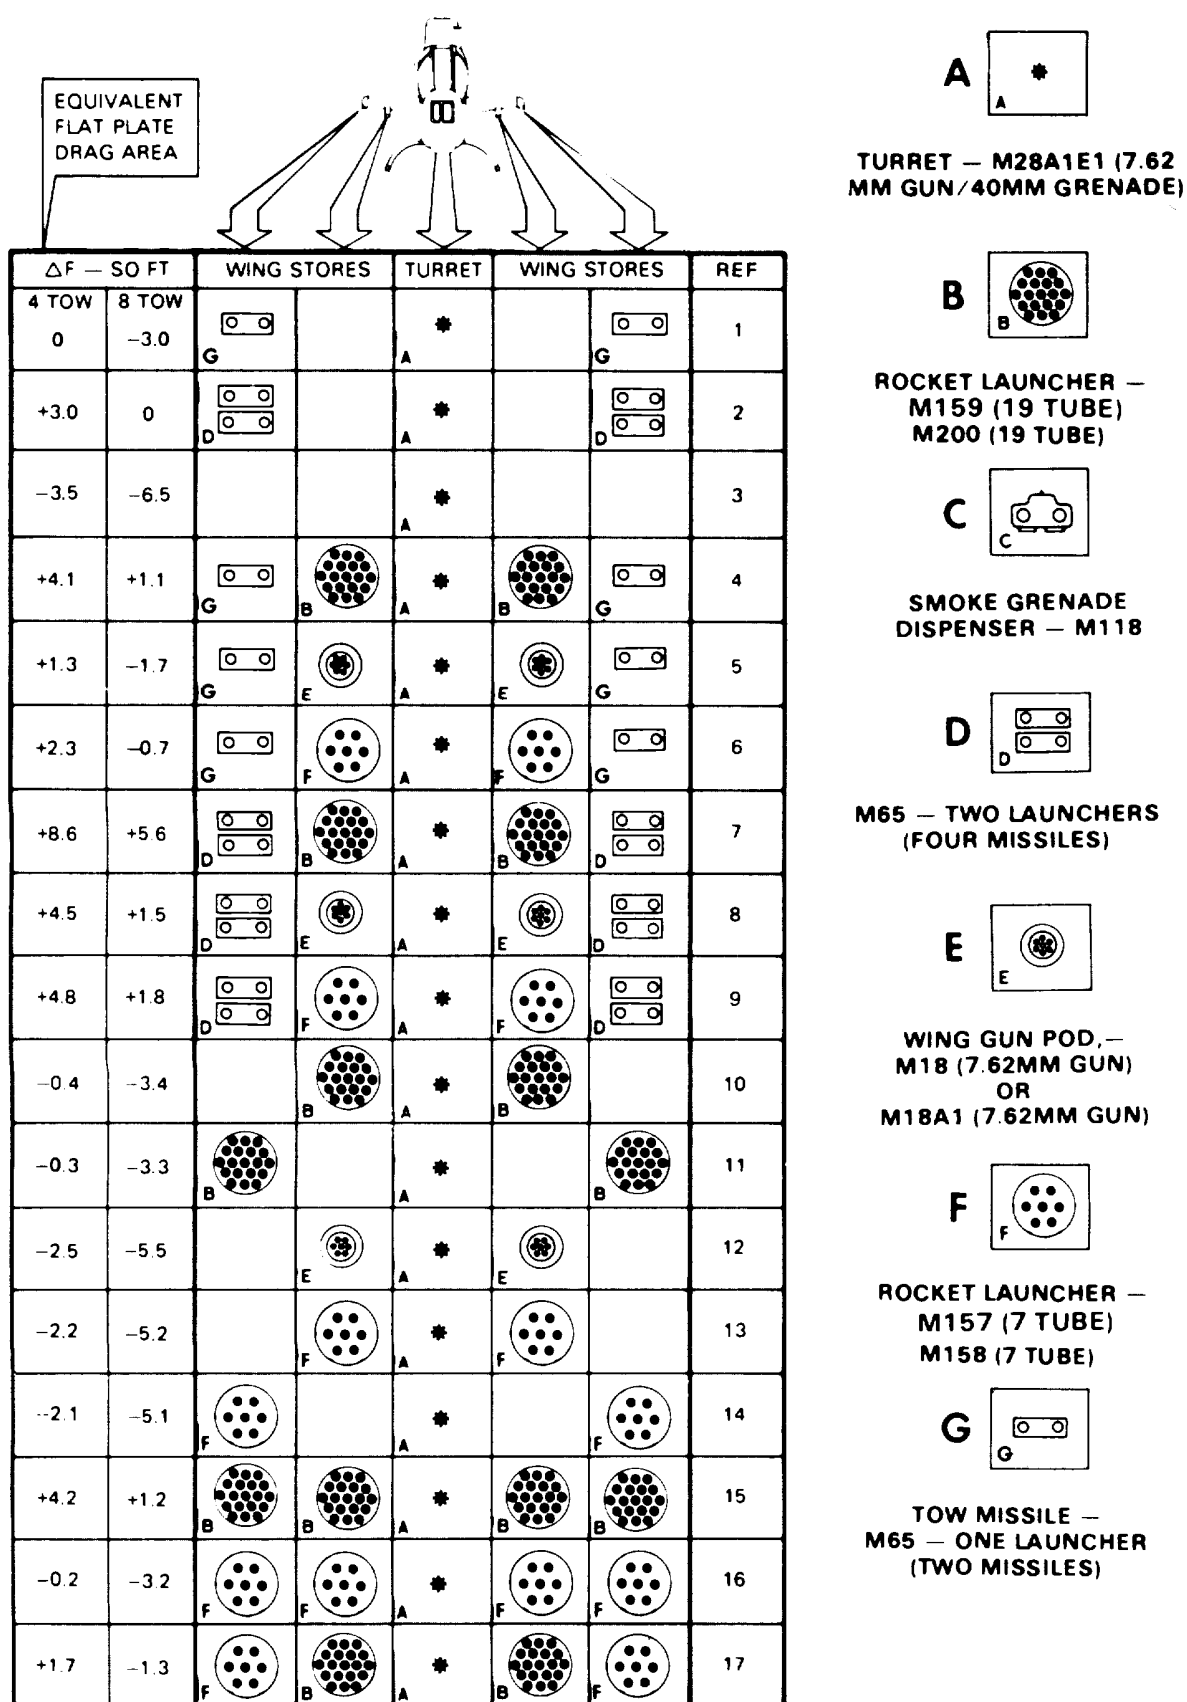 EQUIVALENT
FLAT PLATE
DRAG AREA
C D
△F — SQ FT WING STORES TURRET WING STORES REF
4 TOW 8 TOW
0 −3.0 G A G 1
+3.0 0 D A D 2
−3.5 −6.5 A 3
+4.1 +1.1 G B A B G 4
+1.3 −1.7 G E A E G 5
+2.3 −0.7 G F A F G 6
+8.6 +5.6 D B A B D 7
+4.5 +1.5 D E A E D 8
+4.8 +1.8 D F A F D 9
−0.4 −3.4 B A B 10
−0.3 −3.3 B A B 11
−2.5 −5.5 E A E 12
−2.2 −5.2 F A F 13
−2.1 −5.1 F A F 14
+4.2 +1.2 B B A B B 15
−0.2 −3.2 F F A F F 16
+1.7 −1.3 F B A B F 17
A A
TURRET — M28A1E1 (7.62
MM GUN/40MM GRENADE)
B B
ROCKET LAUNCHER —
M159 (19 TUBE)
M200 (19 TUBE)
C C
SMOKE GRENADE
DISPENSER — M118
D D
M65 — TWO LAUNCHERS
(FOUR MISSILES)
E E
WING GUN POD,—
M18 (7.62MM GUN)
OR
M18A1 (7.62MM GUN)
F F
ROCKET LAUNCHER —
M157 (7 TUBE)
M158 (7 TUBE)
G G
TOW MISSILE —
M65 — ONE LAUNCHER
(TWO MISSILES)